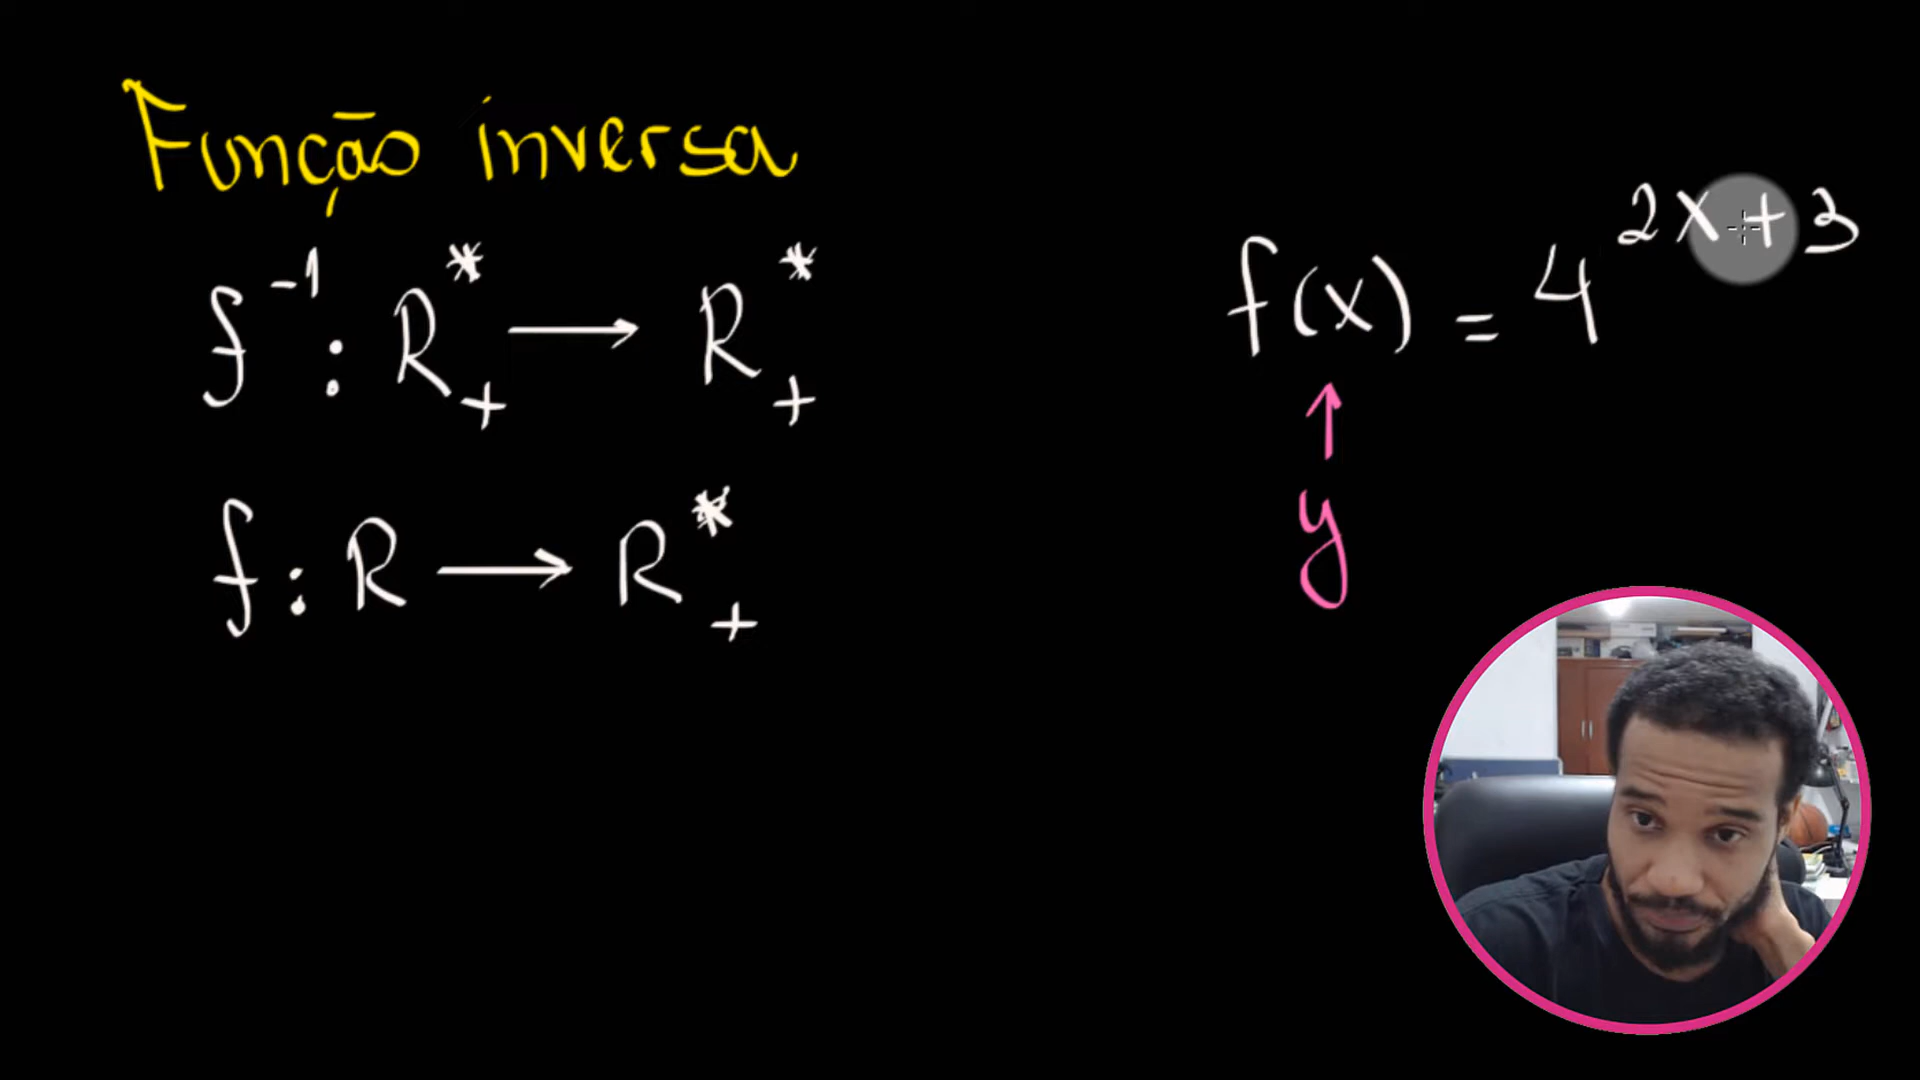 Função inversa
f⁻¹: R*₊ → R*₊
f: R → R*₊
f(x) = 4^{2x+3}
↑
y